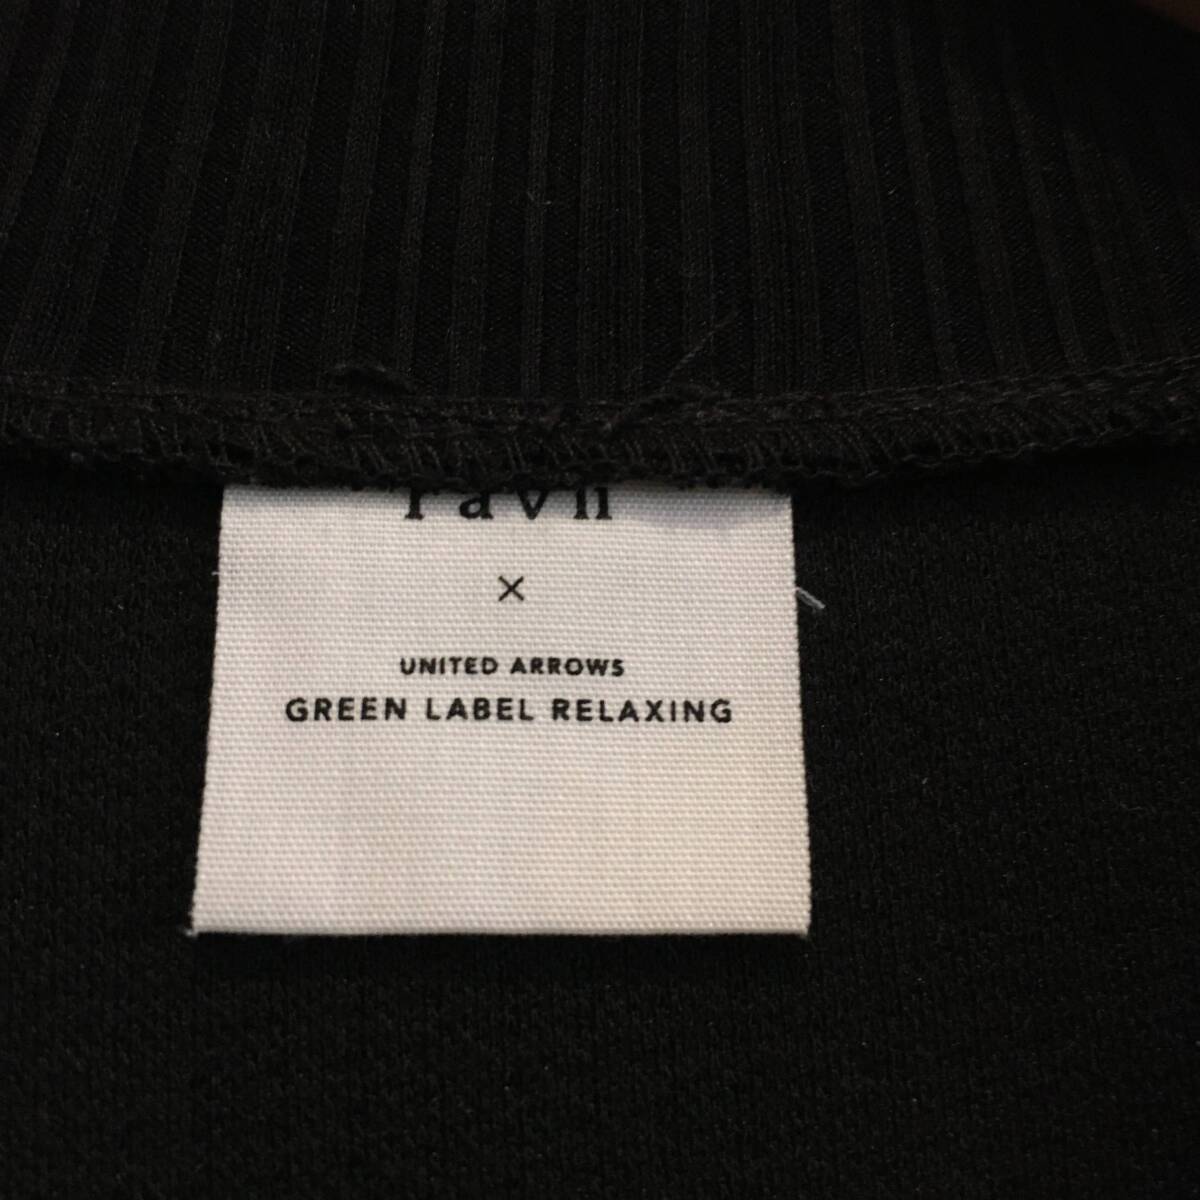 ×
UNITED ARROWS
GREEN LABEL RELAXING